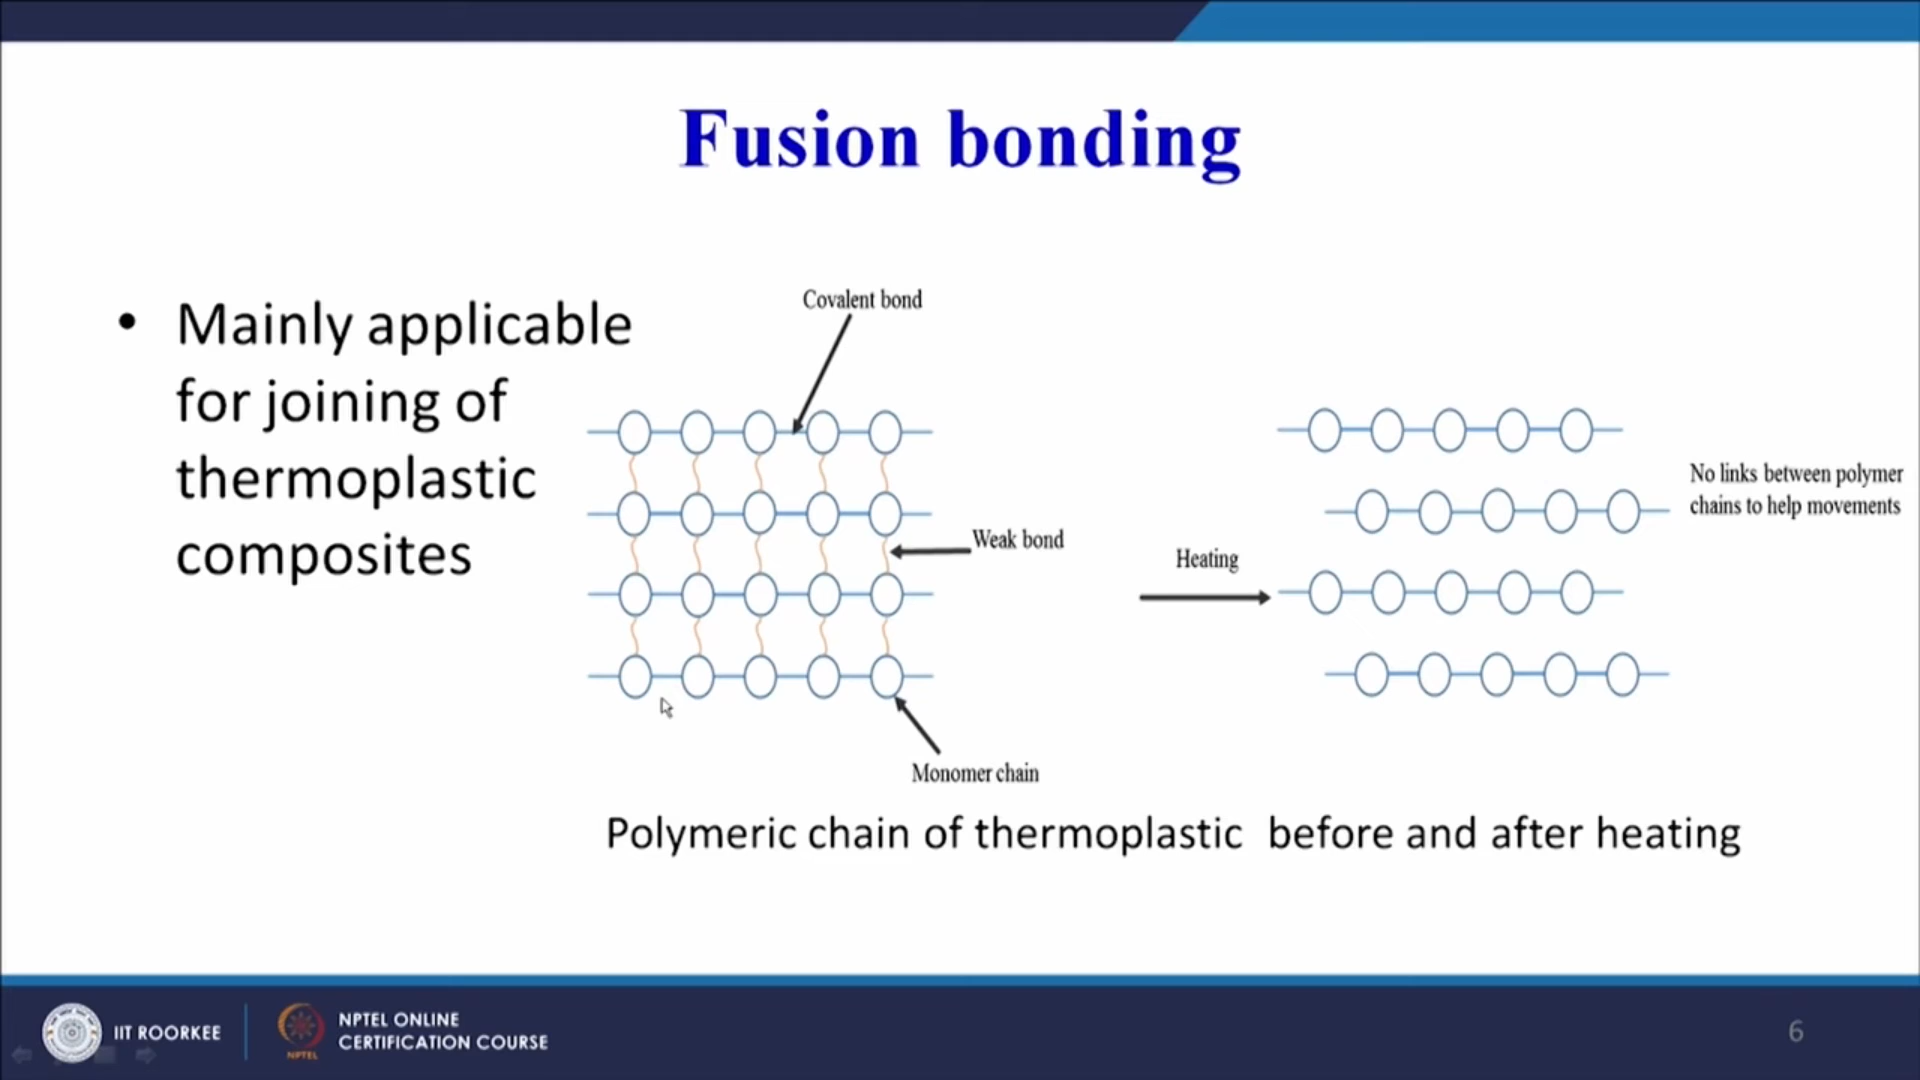 Fusion bonding
• Mainly applicable
for joining of
thermoplastic
composites
Covalent bond
Weak bond
Monomer chain
Heating
No links between polymer
chains to help movements
Polymeric chain of thermoplastic before and after heating
IIT ROORKEE
NPTEL
NPTEL ONLINE
CERTIFICATION COURSE
6